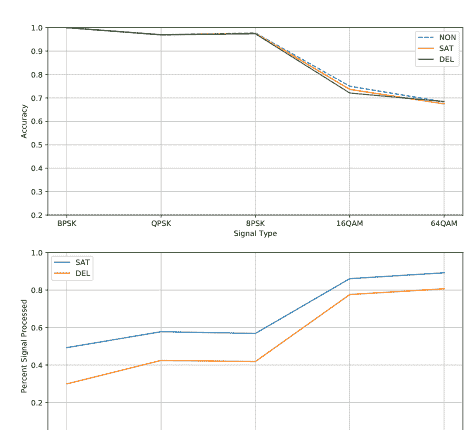 1.0
0.9
0.8
0.7
0.6
0.5
0.4
0.3
0.2
Accuracy
NON
SAT
DEL
BPSK QPSK 8PSK 16QAM 64QAM
Signal Type
1.0
0.8
0.6
0.4
0.2
Percent Signal Processed
SAT
DEL